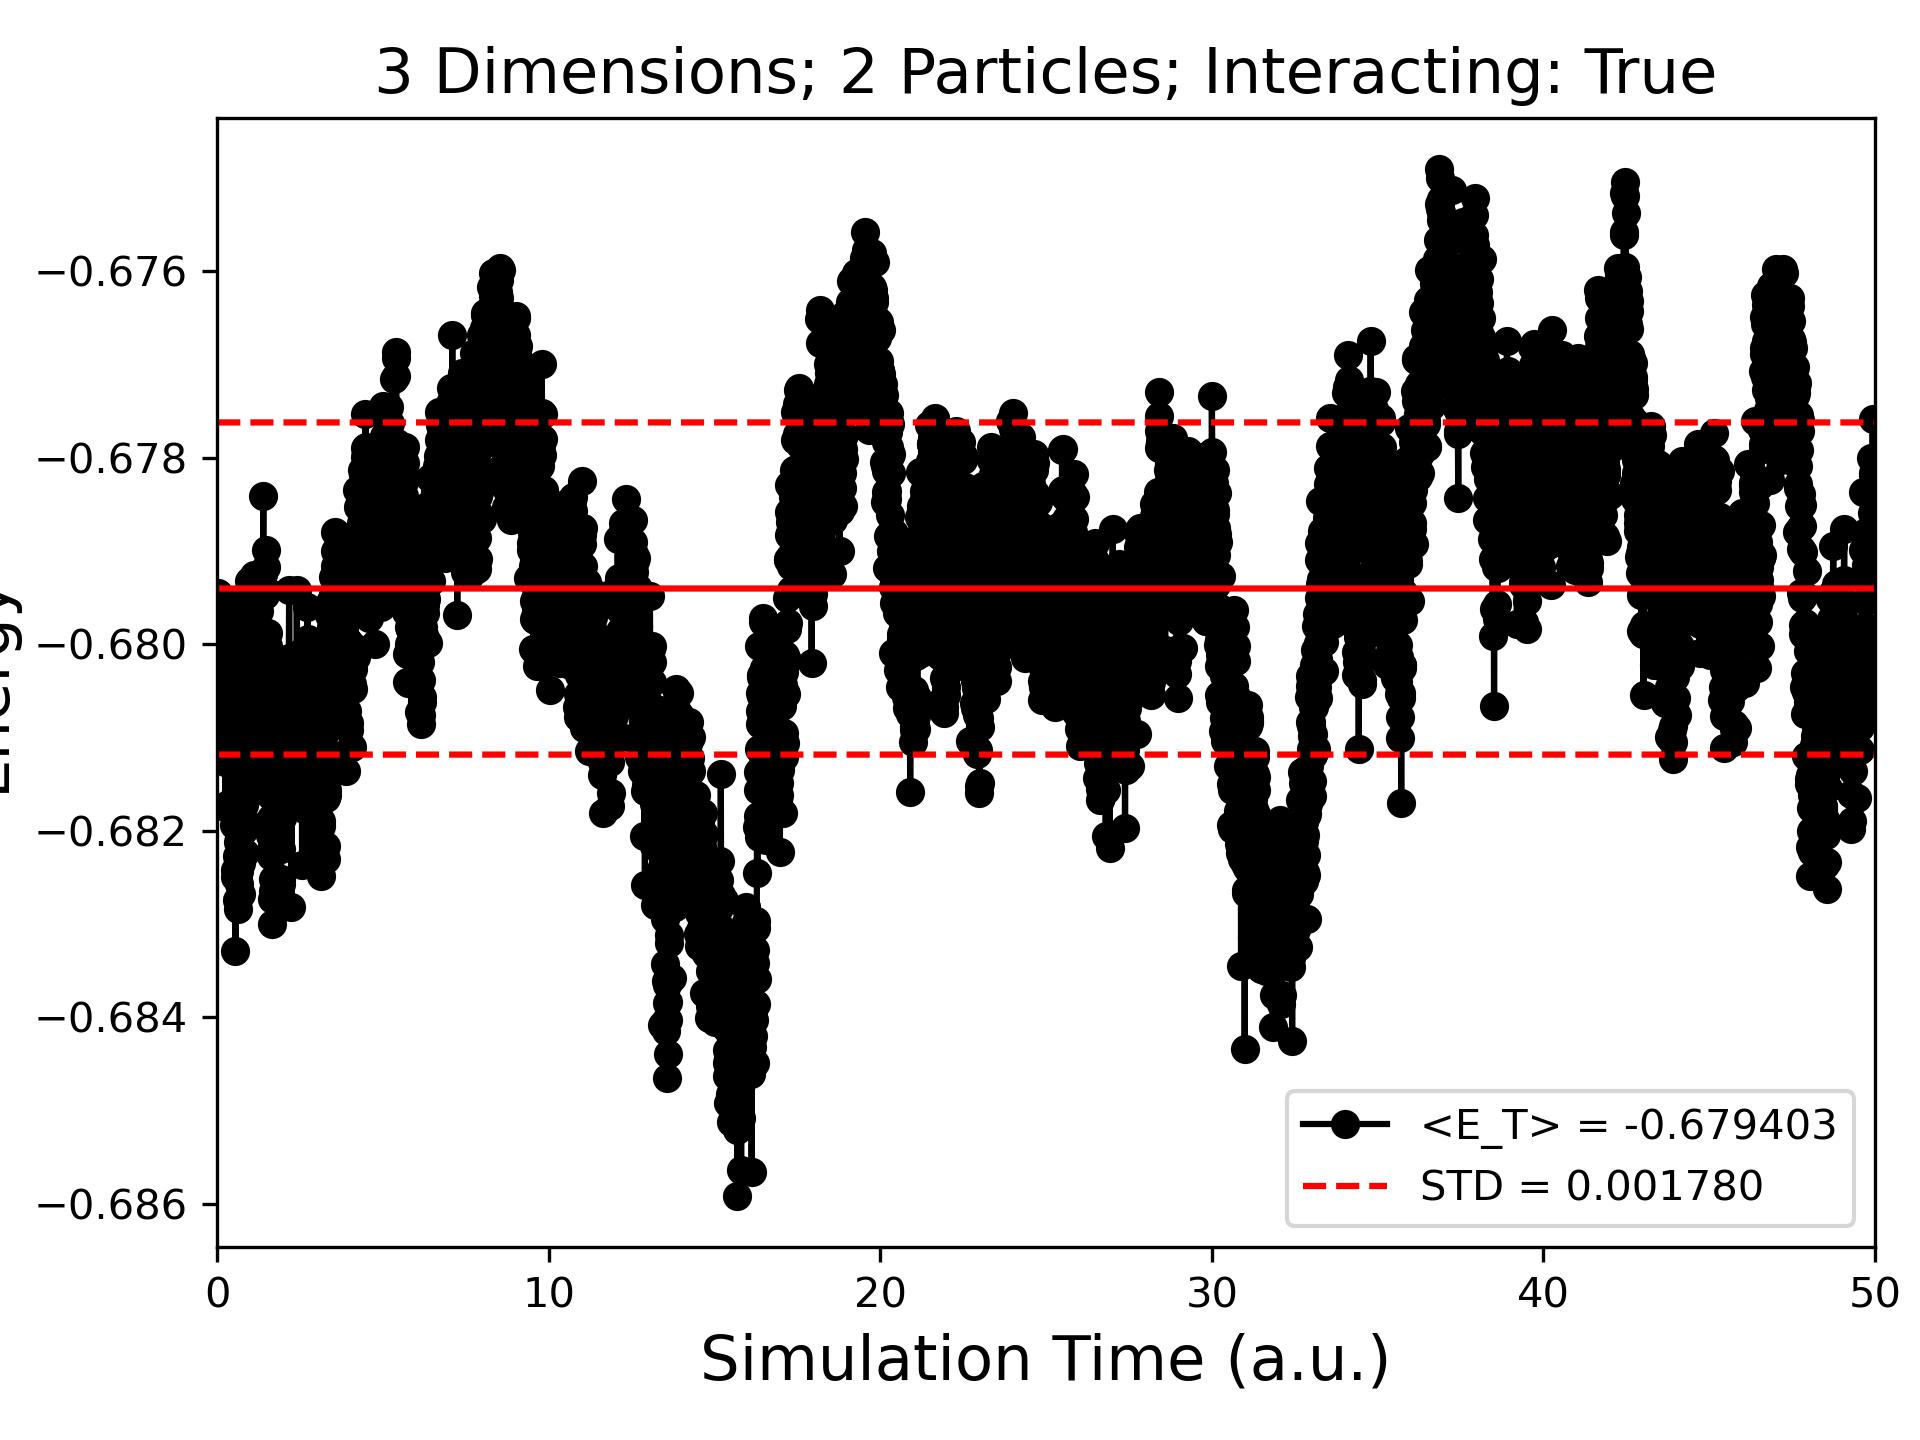 3 Dimensions; 2 Particles; Interacting: True
Energy
−0.676
−0.678
−0.680
−0.682
−0.684
−0.686
<E_T> = -0.679403
STD = 0.001780
0 10 20 30 40 50
Simulation Time (a.u.)